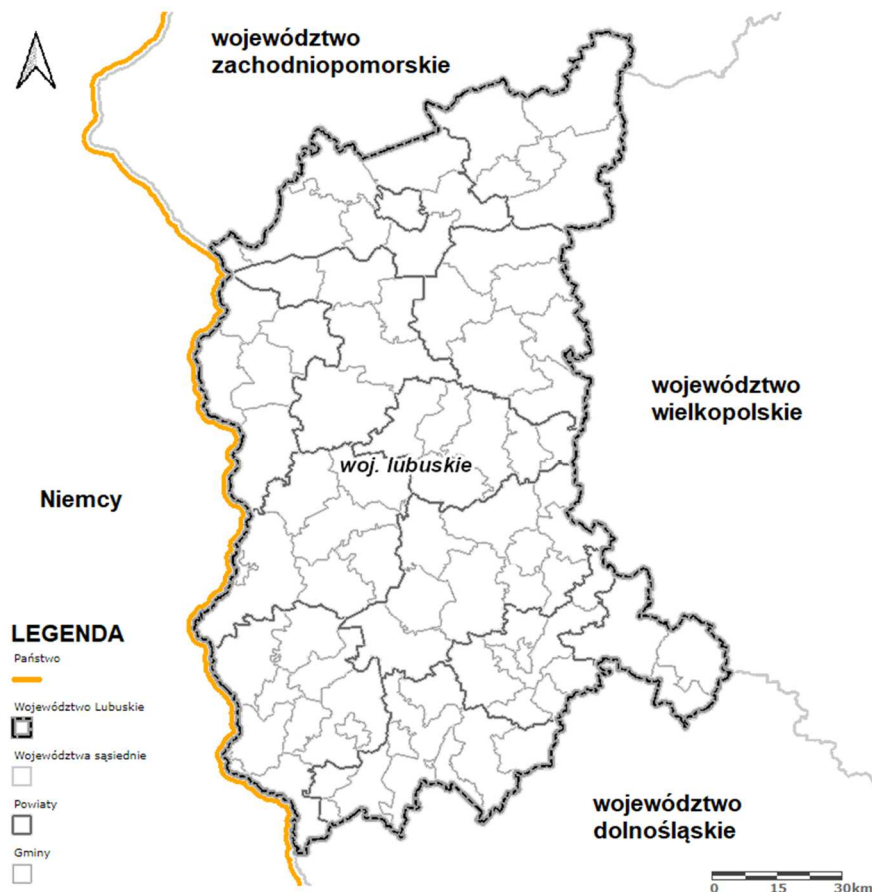 województwo
zachodniopomorskie
województwo
wielkopolskie
woj. lubuskie
Niemcy
LEGENDA
Państwo
Województwo Lubuskie
Województwa sąsiednie
Powiaty
Gminy
województwo
dolnośląskie
0 15 30km